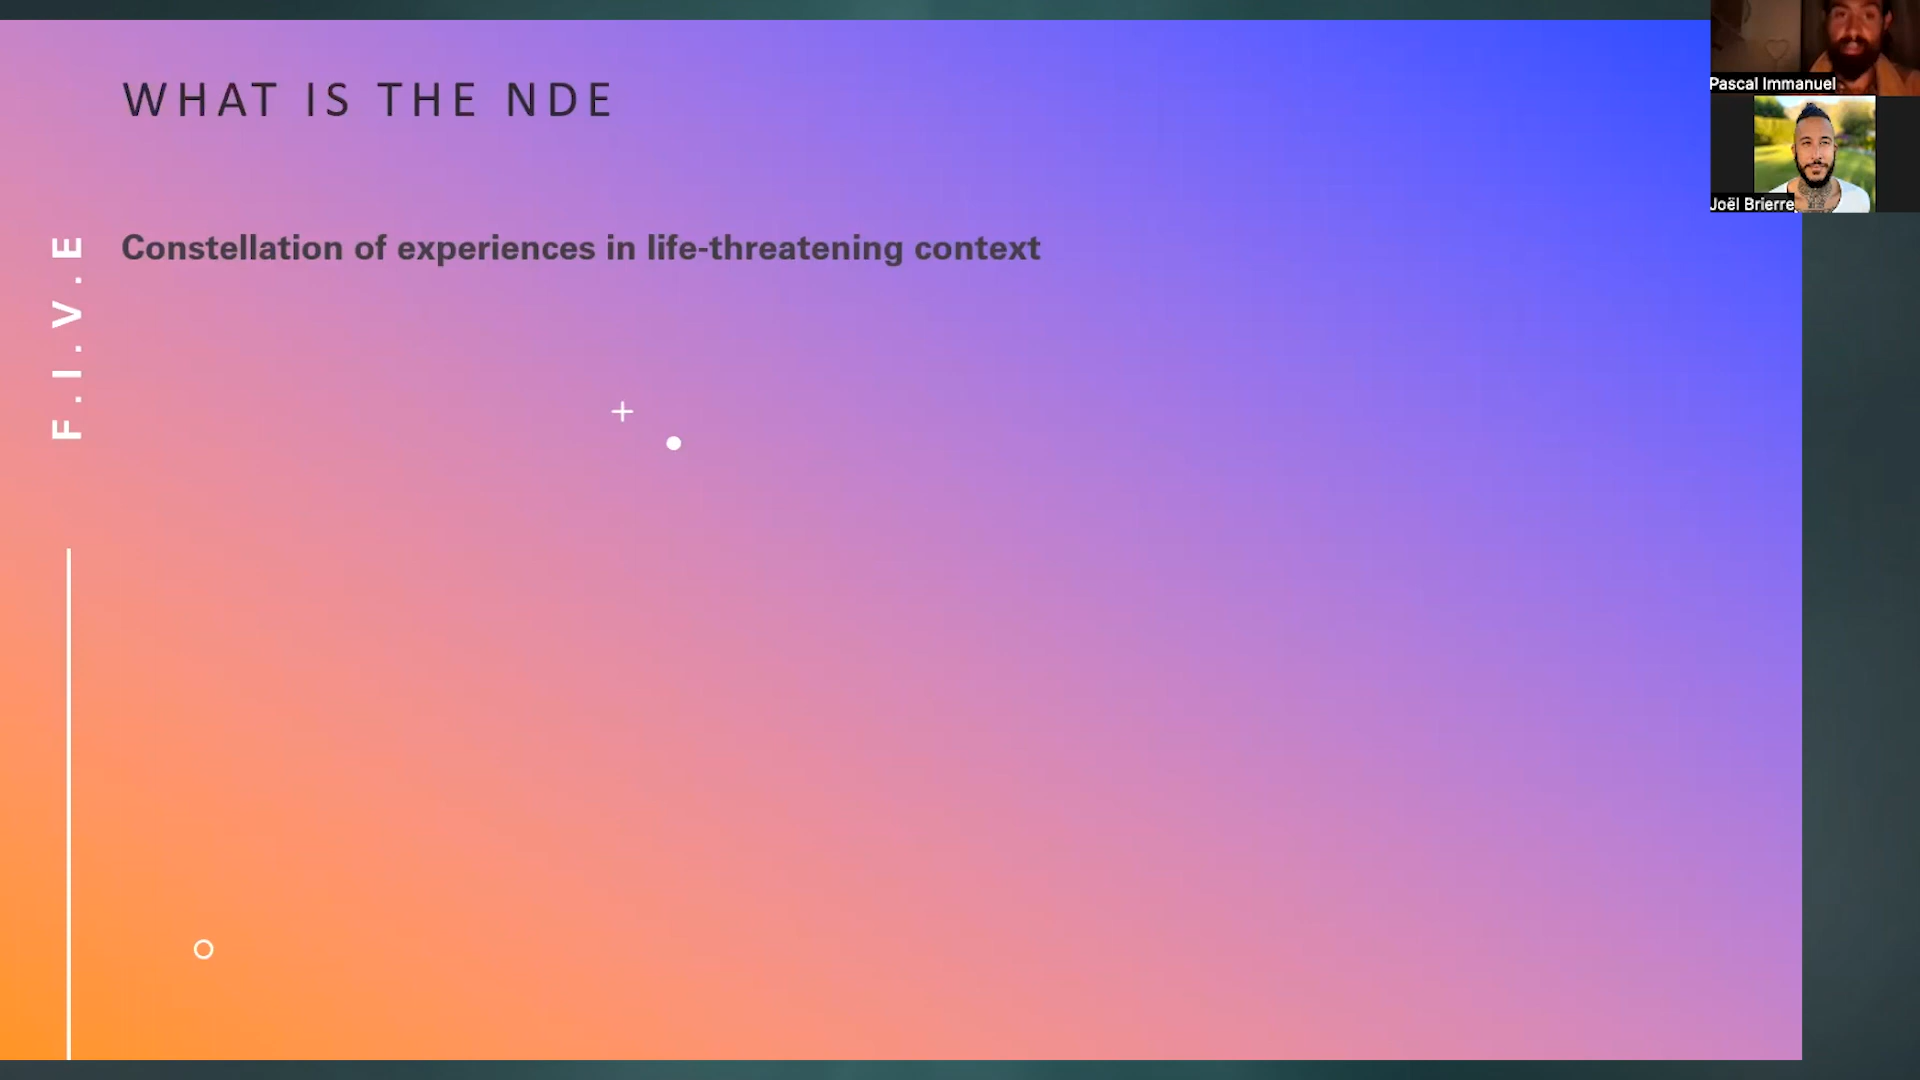 WHAT IS THE NDE
Constellation of experiences in life-threatening context
F.I.V.E
Pascal Immanuel
Joël Brierre